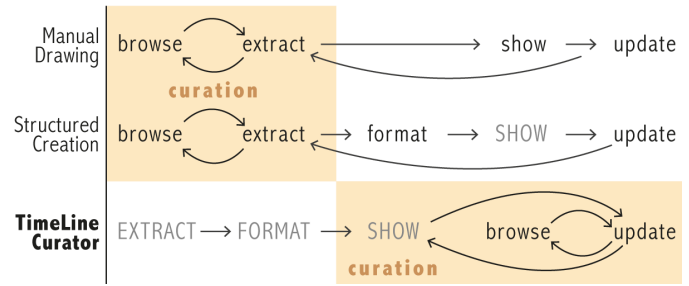 Manual
Drawing
browse extract show update
curation
Structured
Creation
browse extract format SHOW update
TimeLine
Curator
EXTRACT FORMAT SHOW browse update
curation